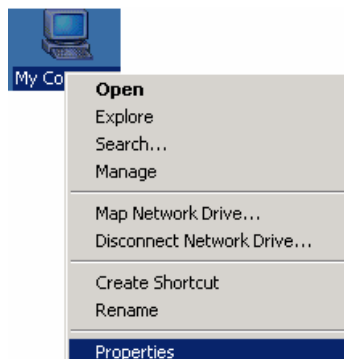 My Co
Open
Explore
Search...
Manage
Map Network Drive...
Disconnect Network Drive...
Create Shortcut
Rename
Properties